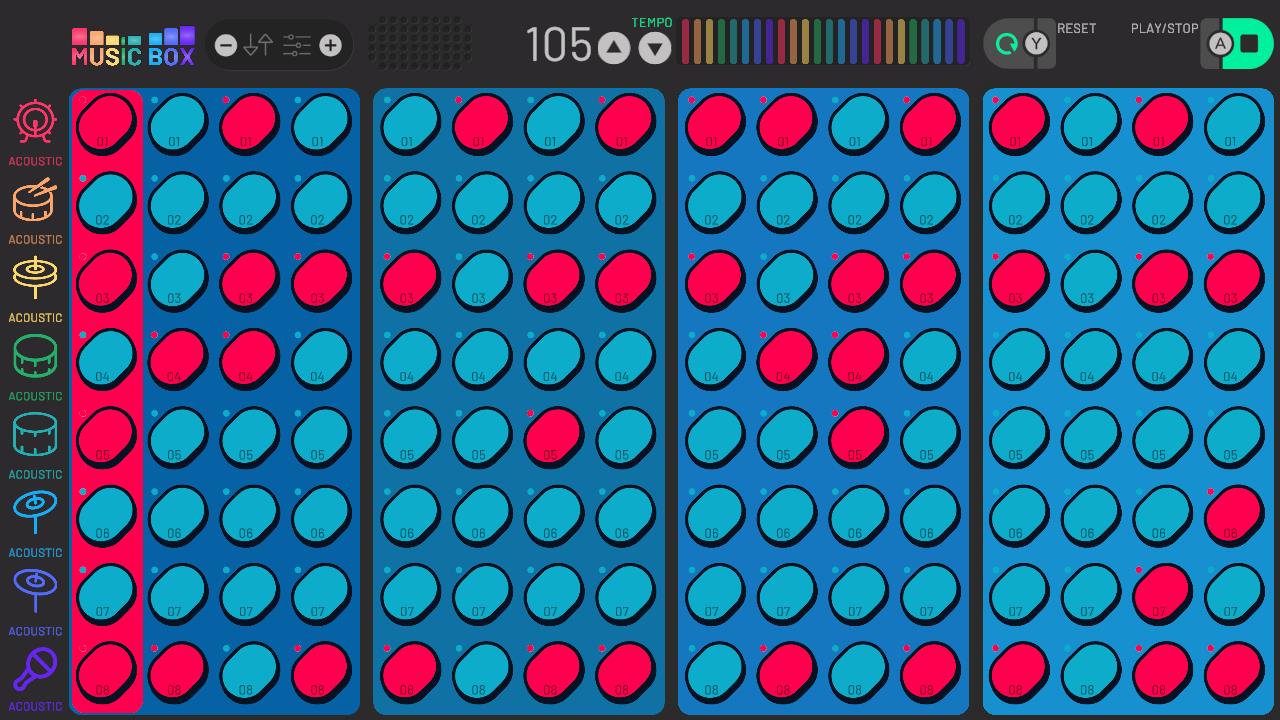 MUSIC BOX
105
TEMPO
Y
RESET
PLAY/STOP
A
ACOUSTIC
01 01 01 01 01 01 01 01 01 01 01 01 01 01 01 01
ACOUSTIC
02 02 02 02 02 02 02 02 02 02 02 02 02 02 02 02
ACOUSTIC
03 03 03 03 03 03 03 03 03 03 03 03 03 03 03 03
ACOUSTIC
04 04 04 04 04 04 04 04 04 04 04 04 04 04 04 04
ACOUSTIC
05 05 05 05 05 05 05 05 05 05 05 05 05 05 05 05
ACOUSTIC
06 06 06 06 06 06 06 06 06 06 06 06 06 06 06 06
ACOUSTIC
07 07 07 07 07 07 07 07 07 07 07 07 07 07 07 07
ACOUSTIC
08 08 08 08 08 08 08 08 08 08 08 08 08 08 08 08